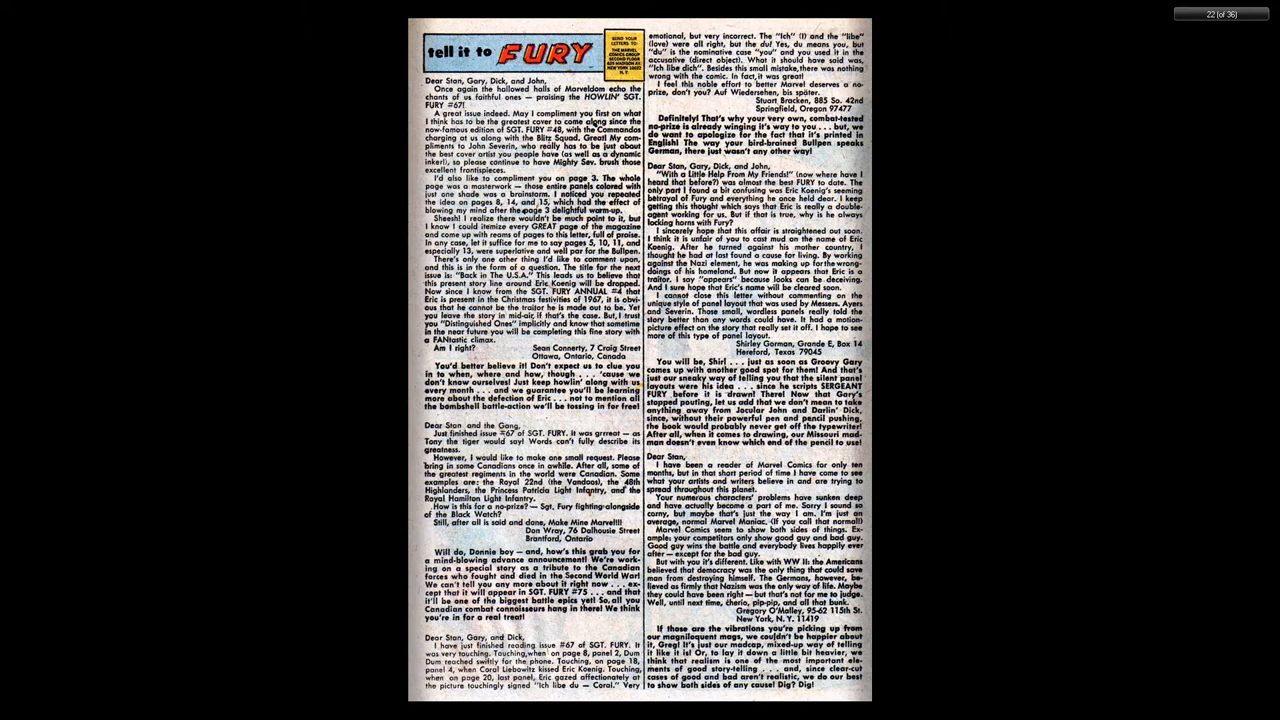 22 (of 36)
tell it to FURY
SEND YOUR
LETTERS TO:
THE MARVEL
COMICS GROUP
SECOND FLOOR
625 MADISON AVE.
NEW YORK 10022
N. Y.
Dear Stan, Gary, Dick, and John,
Once again the hallowed halls of Marveldom echo the
chants of us faithful ones — praising the HOWLIN' SGT.
FURY #67!
A great issue indeed. May I compliment you first on what
I think has to be the greatest cover to come along since the
now-famous edition of SGT. FURY #48, with the Commandos
charging at us along with the Blitz Squad. Great! My com-
pliments to John Severin, who really has to be just about
the best cover artist you people have (as well as a dynamic
inker!), so please continue to have Mighty Sev. brush those
excellent frontispieces.
I'd also like to compliment you on page 3. The whole
page was a masterwork — those entire panels colored with
just one shade was a brainstorm. I noticed you repeated
the idea on pages 8, 14, and 15, which had the effect of
blowing my mind after the page 3 delightful warm-up.
Sheesh! I realize there wouldn't be much point to it, but
I know I could itemize every GREAT page of the magazine
and come up with reams of pages to this letter, full of praise.
In any case, let it suffice for me to say pages 5, 10, 11, and
especially 13, were superlative and well par for the Bullpen.
There's only one other thing I'd like to comment upon,
and this is in the form of a question. The title for the next
issue is: "Back in The U.S.A." This leads us to believe that
this present story line around Eric Koenig will be dropped.
Now since I know from the SGT. FURY ANNUAL #4 that
Eric is present in the Christmas festivities of 1967, it is obvi-
ous that he cannot be the traitor he is made out to be. Yet
you leave the story in mid-air, if that's the case. But, I trust
you "Distinguished Ones" implicitly and know that sometime
in the near future you will be completing this fine story with
a FANtastic climax.
Am I right? Sean Connerty, 7 Craig Street
Ottawa, Ontario, Canada
You'd better believe it! Don't expect us to clue you
in to when, where and how, though . . . 'cause we
don't know ourselves! Just keep howlin' along with us
every month . . . and we guarantee you'll be learning
more about the defection of Eric . . . not to mention all
the bombshell battle-action we'll be tossing in for free!
Dear Stan and the Gang,
Just finished issue #67 of SGT. FURY. It was grrreat — as
Tony the tiger would say! Words can't fully describe its
greatness.
However, I would like to make one small request. Please
bring in some Canadians once in awhile. After all, some of
the greatest regiments in the world were Canadian. Some
examples are: the Royal 22nd (the Vandoos), the 48th
Highlanders, the Princess Patricia Light Infantry, and the
Royal Hamilton Light Infantry.
How is this for a no-prize? — Sgt. Fury fighting alongside
of the Black Watch?
Still, after all is said and done, Make Mine Marvel!!!
Don Wray, 76 Dalhousie Street
Brantford, Ontario
Will do, Donnie boy — and, how's this grab you for
a mind-blowing advance announcement! We're work-
ing on a special story as a tribute to the Canadian
forces who fought and died in the Second World War!
We can't tell you any more about it right now . . . ex-
cept that it will appear in SGT. FURY #75 . . . and that
it'll be one of the biggest battle epics yet! So, all you
Canadian combat connoisseurs hang in there! We think
you're in for a real treat!
Dear Stan, Gary, and Dick,
I have just finished reading issue #67 of SGT. FURY. It
was very touching. Touching, when on page 8, panel 2, Dum
Dum reached swiftly for the phone. Touching, on page 18,
panel 4, when Coral Liebowitz kissed Eric Koenig. Touching,
when on page 20, last panel, Eric gazed affectionately at
the picture touchingly signed "Ich libe du — Coral." Very
emotional, but very incorrect. The "Ich" (I) and the "libe"
(love) were all right, but the du! Yes, du means you, but
"du" is the nominative case "you" and you used it in the
accusative (direct object). What it should have said was,
"Ich libe dich". Besides this small mistake, there was nothing
wrong with the comic. In fact, it was great!
I feel this noble effort to better Marvel deserves a no-
prize, don't you? Auf Wiedersehen, bis später.
Stuart Bracken, 885 So. 42nd
Springfield, Oregon 97477
Definitely! That's why your very own, combat-tested
no-prize is already winging it's way to you . . . but, we
do want to apologize for the fact that it's printed in
English! The way your bird-brained Bullpen speaks
German, there just wasn't any other way!
Dear Stan, Gary, Dick, and John,
"With a Little Help From My Friends!" (now where have I
heard that before?) was almost the best FURY to date. The
only part I found a bit confusing was Eric Koenig's seeming
betrayal of Fury and everything he once held dear. I keep
getting this thought which says that Eric is really a double-
agent working for us. But if that is true, why is he always
locking horns with Fury?
I sincerely hope that this affair is straightened out soon.
I think it is unfair of you to cast mud on the name of Eric
Koenig. After he turned against his mother country, I
thought he had at last found a cause for living. By working
against the Nazi element, he was making up for the wrong-
doings of his homeland. But now it appears that Eric is a
traitor. I say "appears" because looks can be deceiving.
And I sure hope that Eric's name will be cleared soon.
I cannot close this letter without commenting on the
unique style of panel layout that was used by Messers. Ayers
and Severin. Those small, wordless panels really told the
story better than any words could have. It had a motion-
picture effect on the story that really set it off. I hope to see
more of this type of panel layout.
Shirley Gorman, Grande E, Box 14
Hereford, Texas 79045
You will be, Shirl . . . just as soon as Groovy Gary
comes up with another good spot for them! And that's
just our sneaky way of telling you that the silent panel
layouts were his idea . . . since he scripts SERGEANT
FURY before it is drawn! There! Now that Gary's
stopped pouting, let us add that we don't mean to take
anything away from Jocular John and Darlin' Dick,
since, without their powerful pen and pencil pushing,
the book would probably never get off the typewriter!
After all, when it comes to drawing, our Missouri mad-
man doesn't even know which end of the pencil to use!
Dear Stan,
I have been a reader of Marvel Comics for only ten
months, but in that short period of time I have come to see
what your artists and writers believe in and are trying to
spread throughout this planet.
Your numerous characters' problems have sunken deep
and have actually become a part of me. Sorry I sound so
corny, but maybe that's just the way I am. I'm just an
average, normal Marvel Maniac. (If you call that normal!)
Marvel Comics seem to show both sides of things. Ex-
ample: your competitors only show good guy and bad guy.
Good guy wins the battle and everybody lives happily ever
after — except for the bad guy.
But with you it's different. Like with WW II: the Americans
believed that democracy was the only thing that could save
man from destroying himself. The Germans, however, be-
lieved as firmly that Nazism was the only way of life. Maybe
they could have been right — but that's not for me to judge.
Well, until next time, cherio, pip-pip, and all that bunk.
Gregory O'Malley, 95-62 115th St.
New York, N. Y. 11419
If those are the vibrations you're picking up from
our magniloquent mags, we couldn't be happier about
it, Greg! It's just our madcap, mixed-up way of telling
it like it is! Or, to lay it down a little bit heavier, we
think that realism is one of the most important ele-
ments of good story-telling . . . and, since clear-cut
cases of good and bad aren't realistic, we do our best
to show both sides of any cause! Dig? Dig!